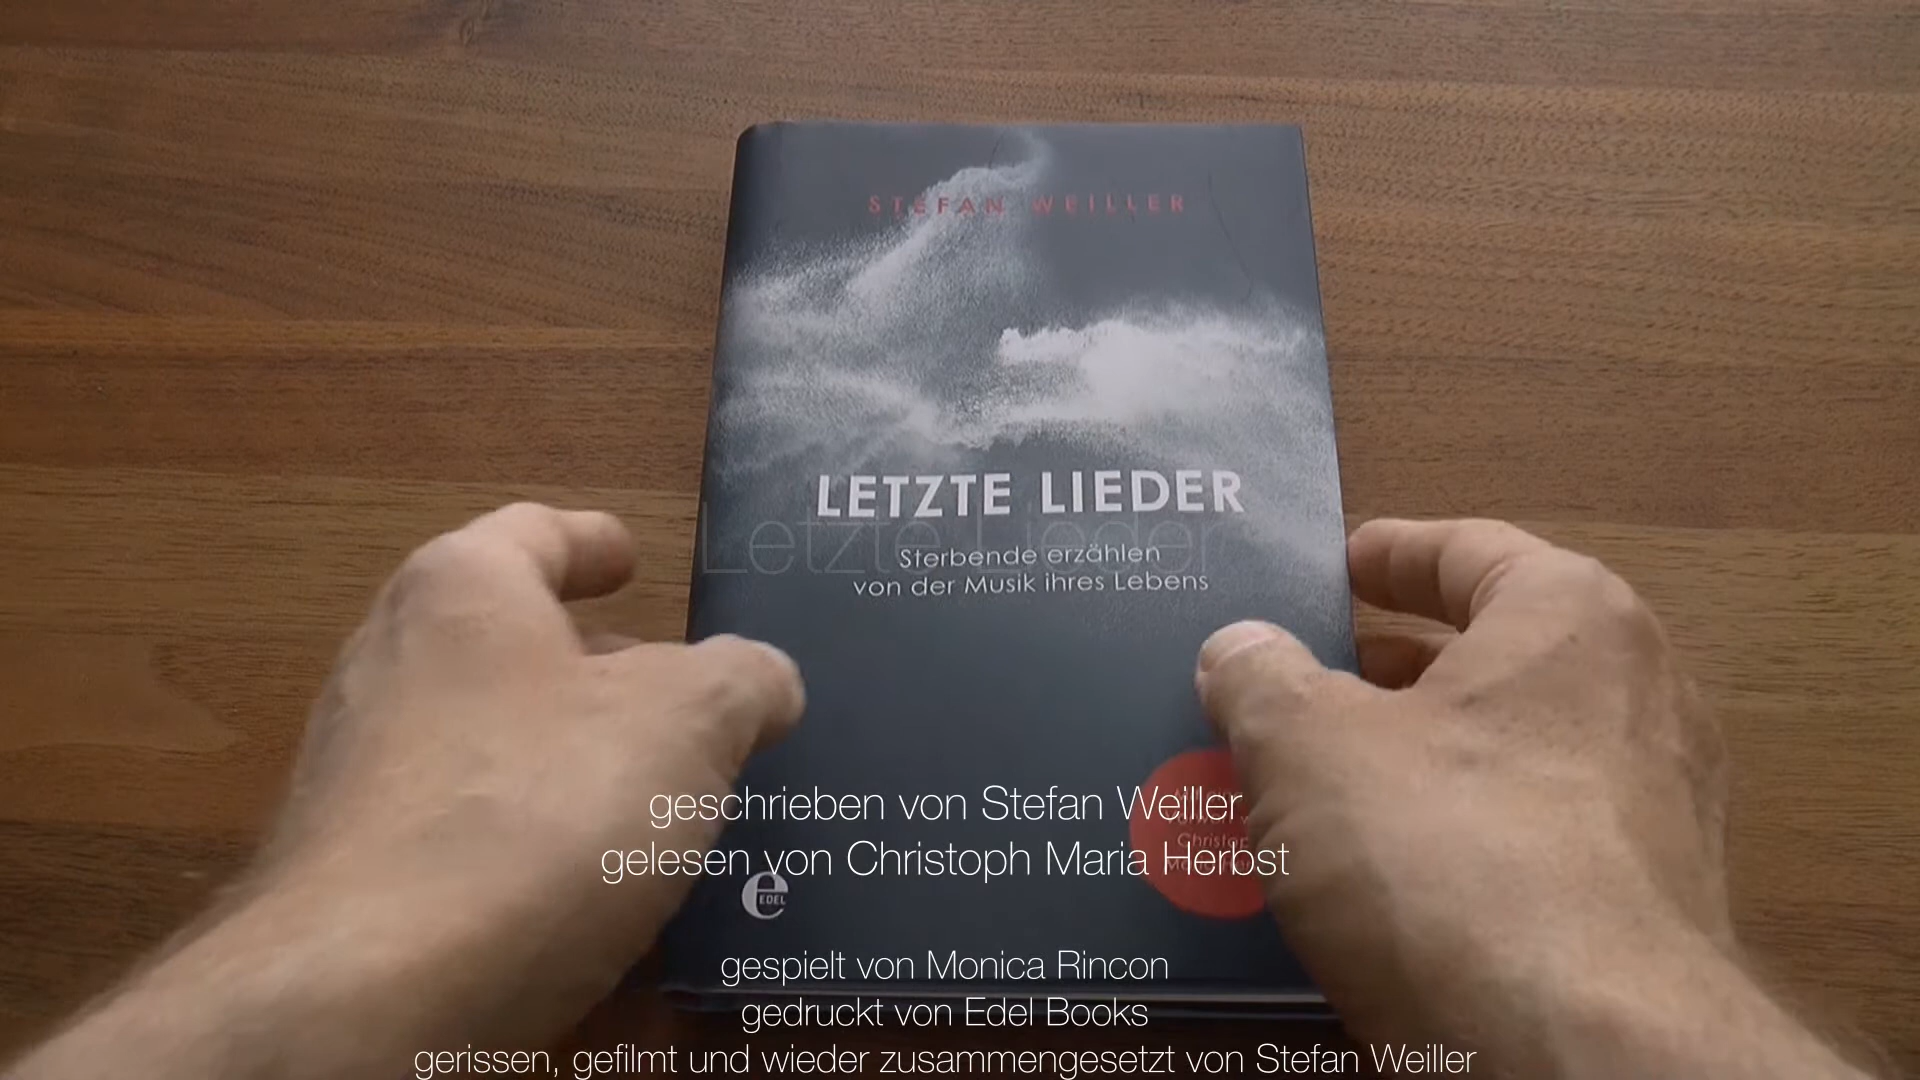 STEFAN WEILLER
LETZTE LIEDER
Letzte Lieder
Sterbende erzählen
von der Musik ihres Lebens
geschrieben von Stefan Weiller
gelesen von Christoph Maria Herbst
EDEL
gespielt von Monica Rincon
gedruckt von Edel Books
gerissen, gefilmt und wieder zusammengesetzt von Stefan Weiller